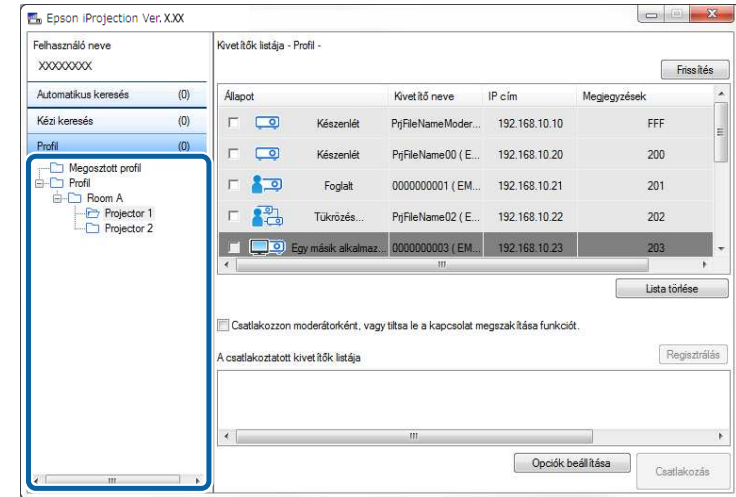 Epson iProjection Ver. X.XX
Felhasználó neve
XXXXXXXX
Automatikus keresés (0)
Kézi keresés (0)
Profil (0)
Megosztott profil
Profil
Room A
Projector 1
Projector 2
Kivetítők listája - Profil -
Frissítés
Állapot Kivetítő neve IP cím Megjegyzések
Készenlét PrjFileNameModer... 192.168.10.10 FFF
Készenlét PrjFileName00 ( E... 192.168.10.20 200
Foglalt 0000000001 ( EM... 192.168.10.21 201
Tükrözés... PrjFileName02 ( E... 192.168.10.22 202
Egy másik alkalmaz... 0000000003 ( EM... 192.168.10.23 203
Lista törlése
Csatlakozzon moderátorként, vagy tiltsa le a kapcsolat megszakítása funkciót.
A csatlakoztatott kivetítők listája
Regisztrálás
Opciók beállítása
Csatlakozás